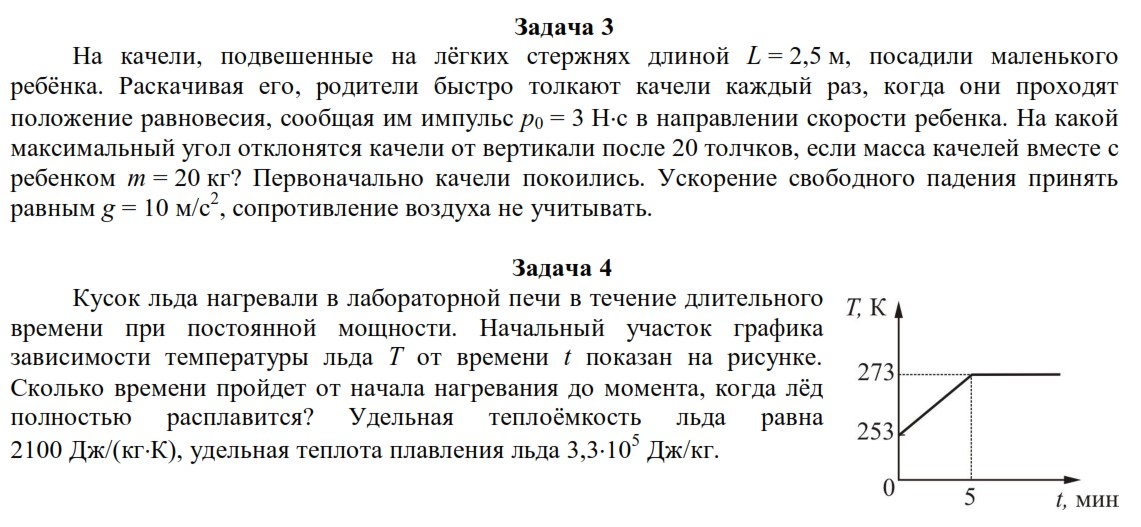 Задача 3
На качели, подвешенные на лёгких стержнях длиной L = 2,5 м, посадили маленького
ребёнка. Раскачивая его, родители быстро толкают качели каждый раз, когда они проходят
положение равновесия, сообщая им импульс p₀ = 3 Н·с в направлении скорости ребенка. На какой
максимальный угол отклонятся качели от вертикали после 20 толчков, если масса качелей вместе с
ребенком m = 20 кг? Первоначально качели покоились. Ускорение свободного падения принять
равным g = 10 м/с², сопротивление воздуха не учитывать.
Задача 4
Кусок льда нагревали в лабораторной печи в течение длительного
времени при постоянной мощности. Начальный участок графика
зависимости температуры льда T от времени t показан на рисунке.
Сколько времени пройдет от начала нагревания до момента, когда лёд
полностью расплавится? Удельная теплоёмкость льда равна
2100 Дж/(кг·К), удельная теплота плавления льда 3,3·10⁵ Дж/кг.
T, К
273
253
0
5
t, мин